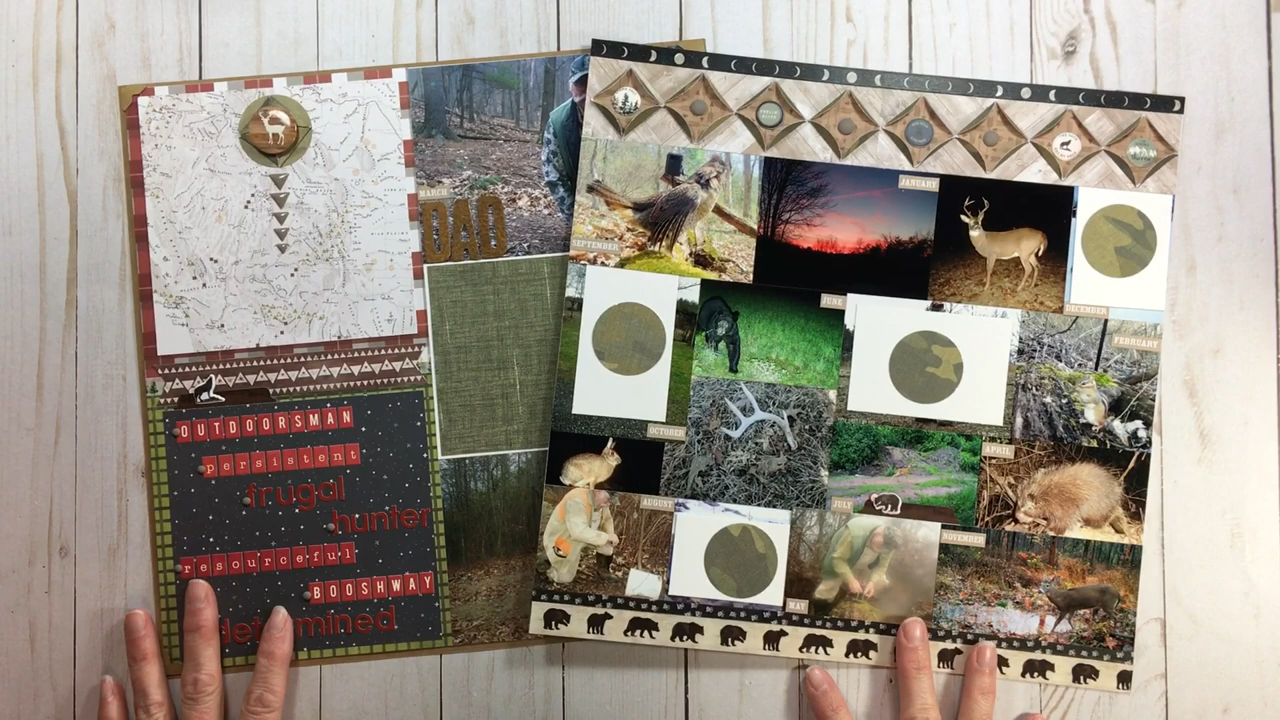 MARCH
DAD
OUTDOORSMAN
persistent
frugal
hunter
resourceful
BOOSHWAY
determined
SEPTEMBER
JANUARY
DECEMBER
JUNE
FEBRUARY
OCTOBER
APRIL
AUGUST
JULY
NOVEMBER
MAY